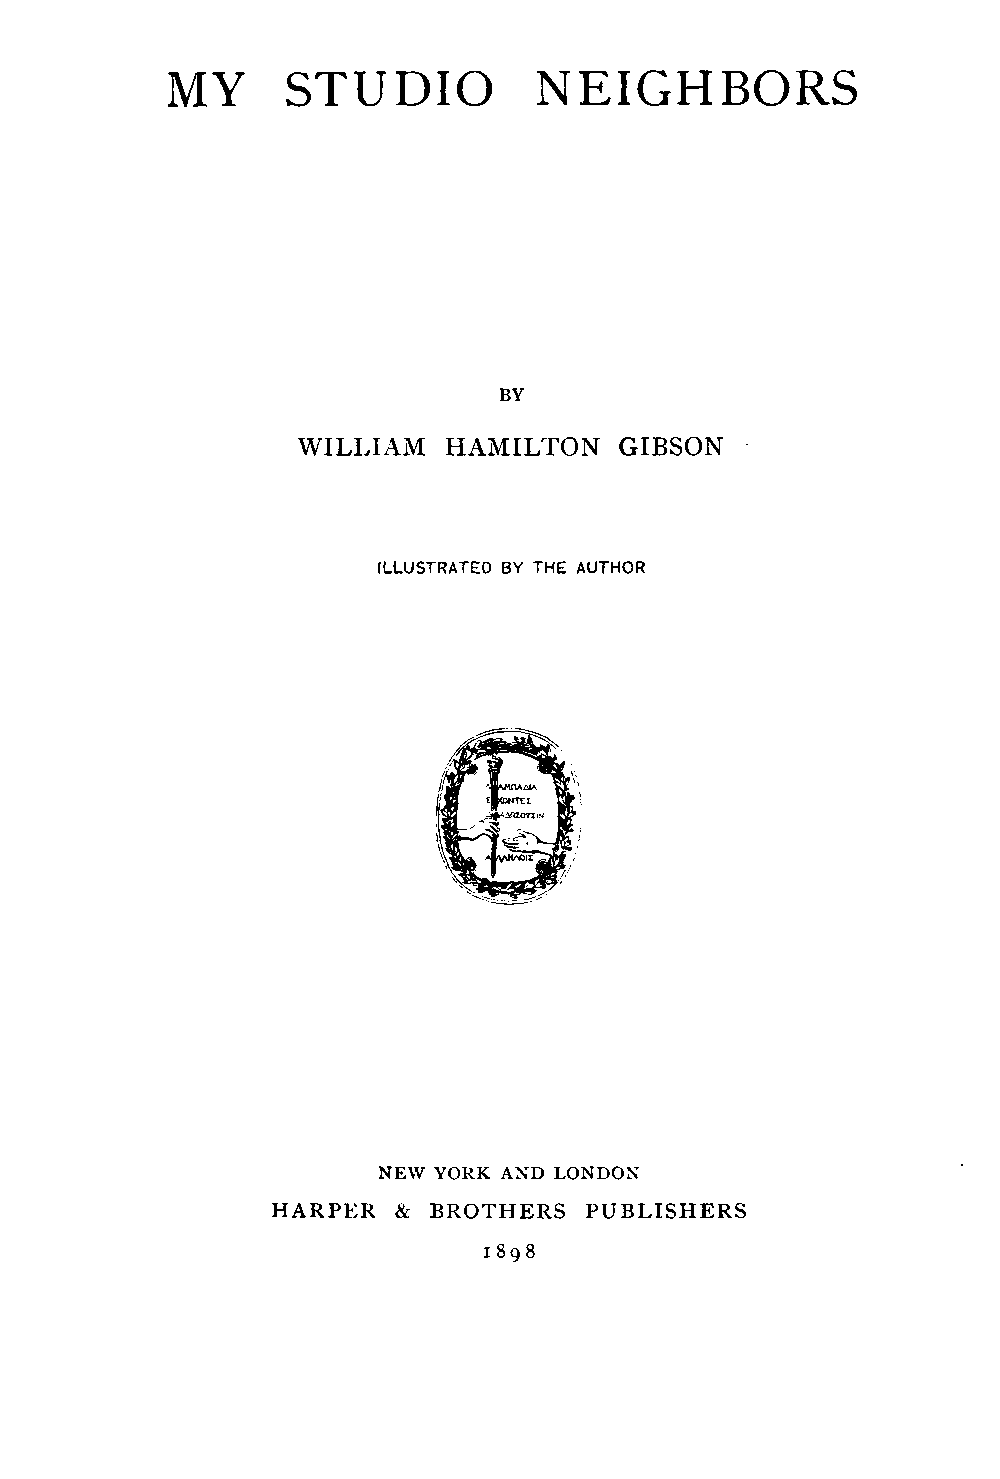 MY STUDIO NEIGHBORS
BY
WILLIAM HAMILTON GIBSON
ILLUSTRATED BY THE AUTHOR
NEW YORK AND LONDON
HARPER & BROTHERS PUBLISHERS
1898